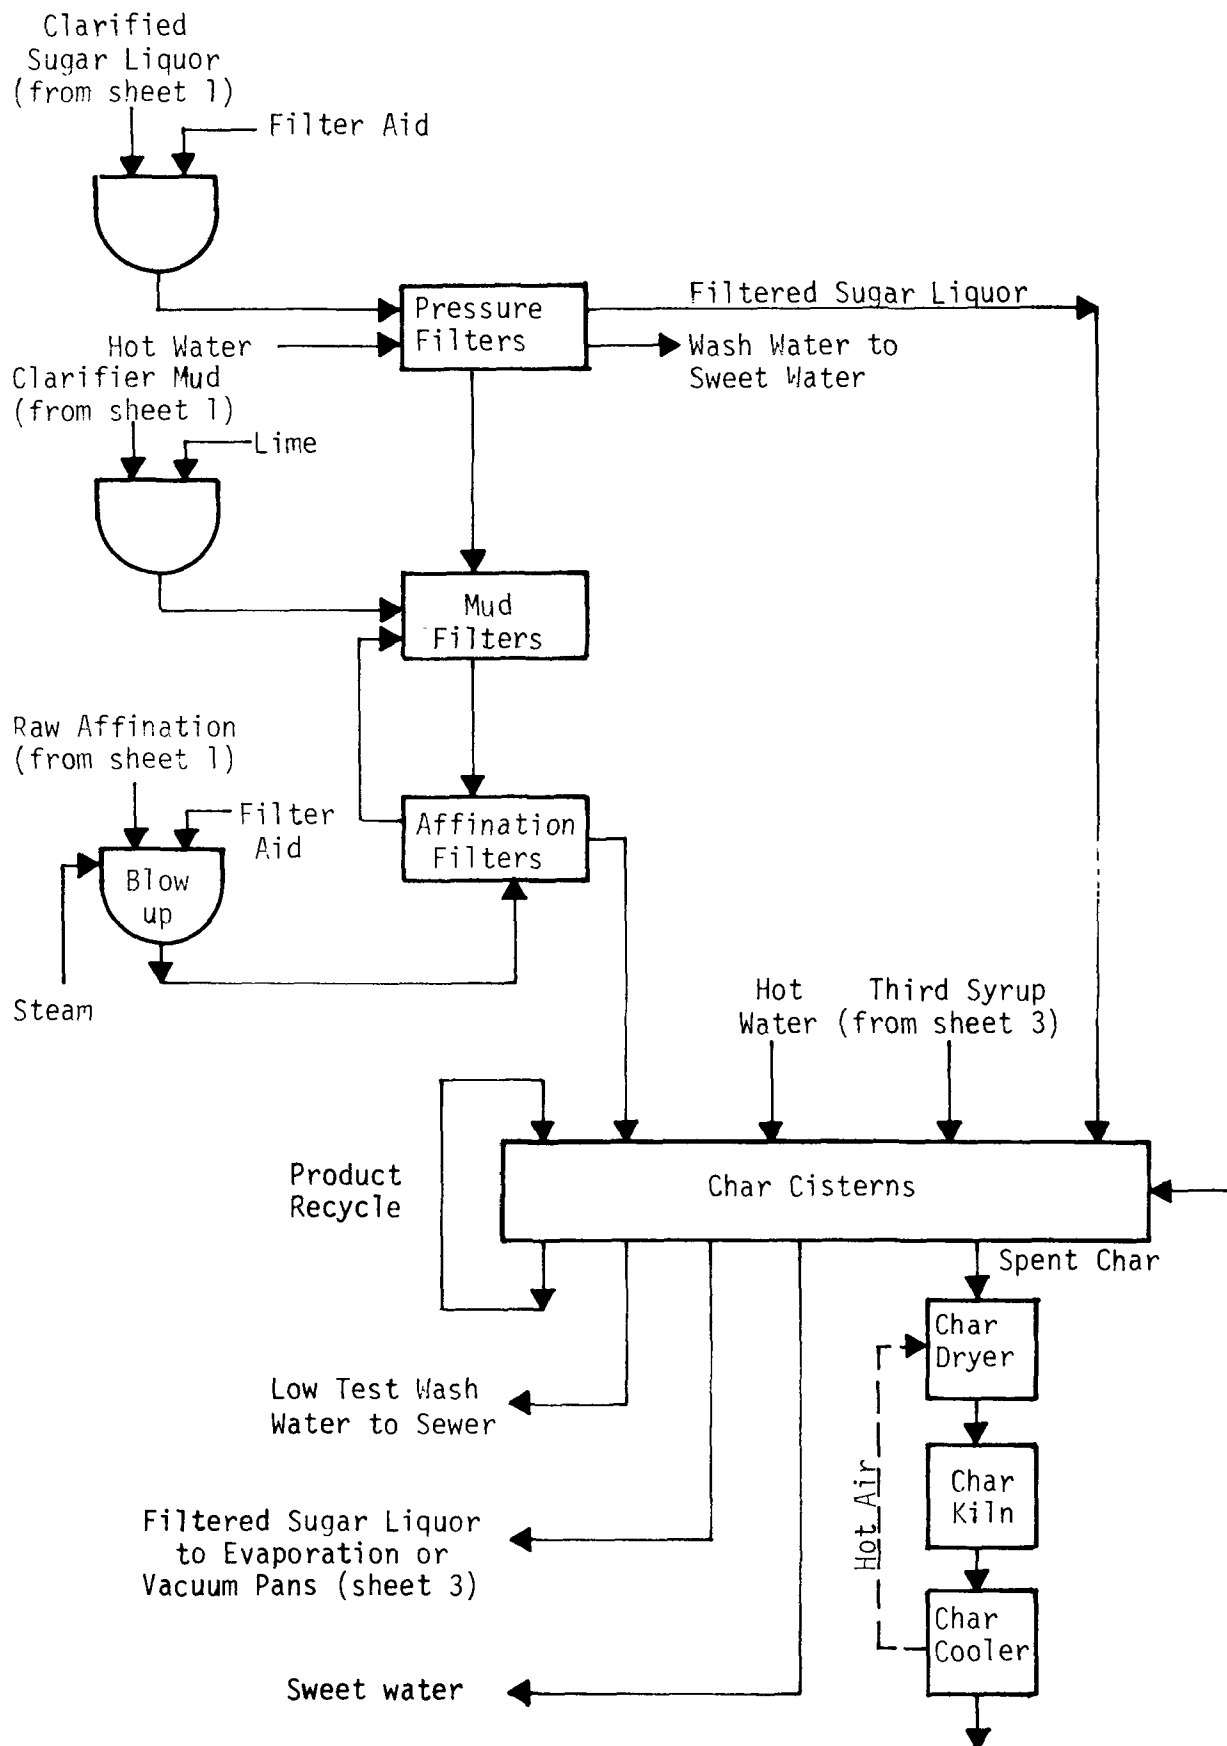 Clarified
Sugar Liquor
(from sheet 1)
Filter Aid
Pressure
Filters
Filtered Sugar Liquor
Hot Water
Wash Water to
Sweet Water
Clarifier Mud
(from sheet 1)
Lime
Mud
Filters
Raw Affination
(from sheet 1)
Filter
Aid
Affination
Filters
Blow
up
Steam
Hot
Water
Third Syrup
(from sheet 3)
Product
Recycle
Char Cisterns
Spent Char
Char
Dryer
Low Test Wash
Water to Sewer
Hot Air
Char
Kiln
Filtered Sugar Liquor
to Evaporation or
Vacuum Pans (sheet 3)
Char
Cooler
Sweet water